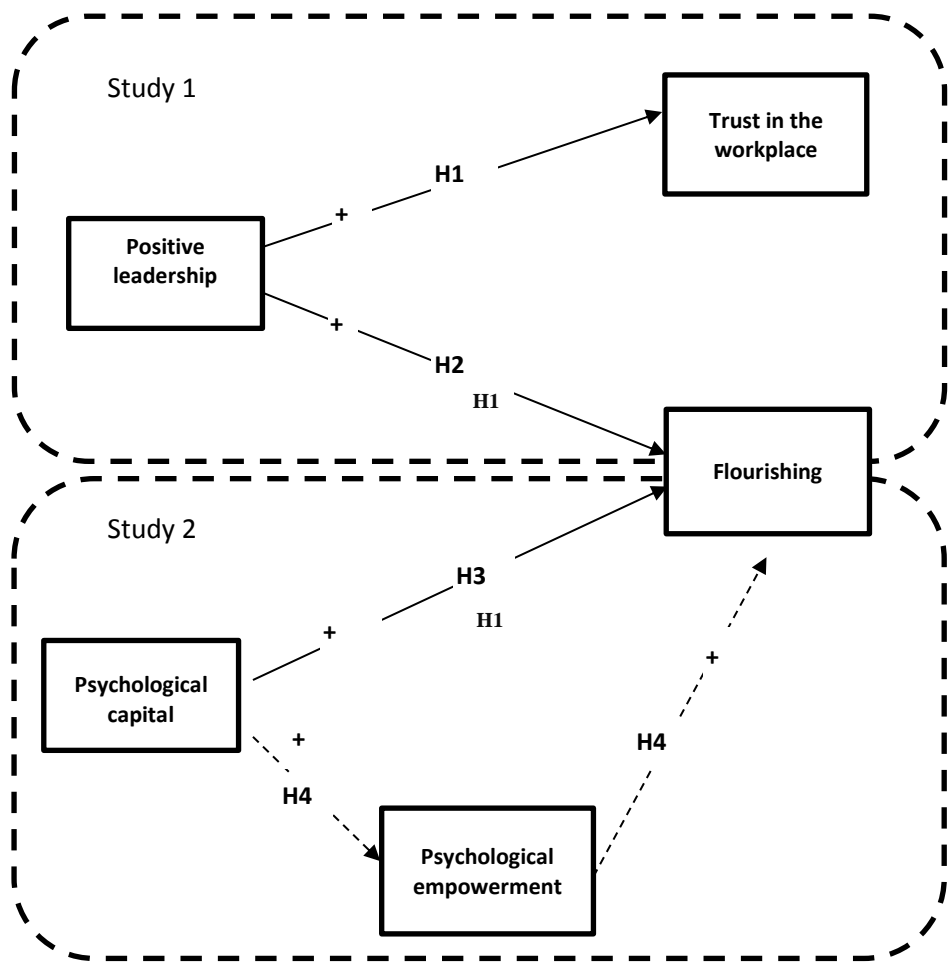 Study 1
Trust in the
workplace
H1
+
Positive
leadership
+
H2
H1
Flourishing
Study 2
H3
H1
+
+
Psychological
capital
+
H4
H4
Psychological
empowerment